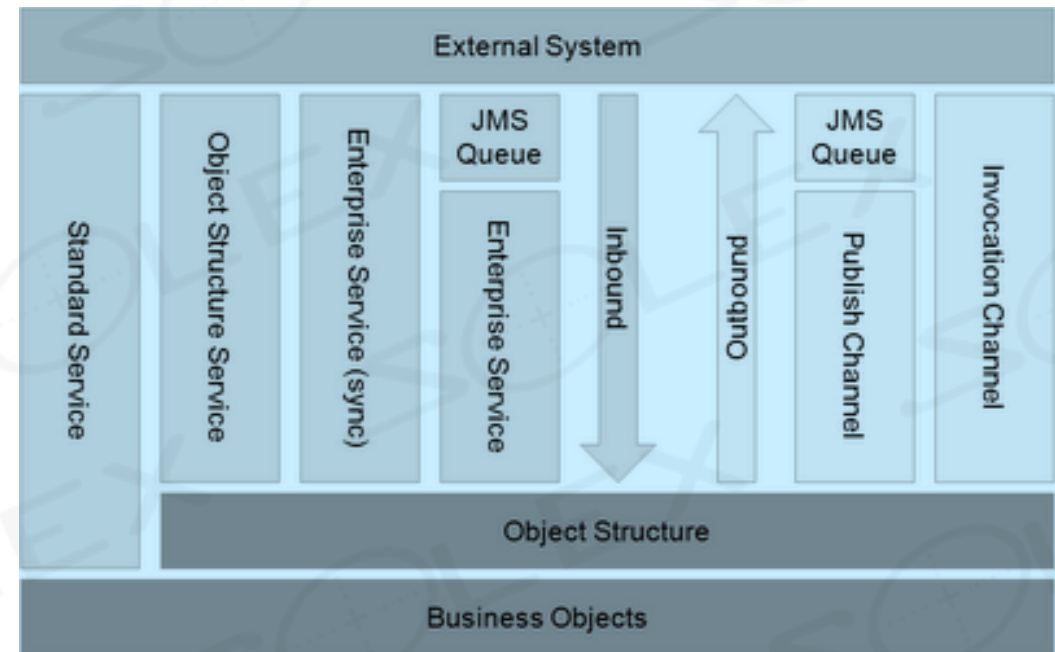 External System
Standard Service
Object Structure Service
Enterprise Service (sync)
JMS
Queue
Enterprise Service
Inbound
Outbound
JMS
Queue
Publish Channel
Invocation Channel
Object Structure
Business Objects
SOLEX